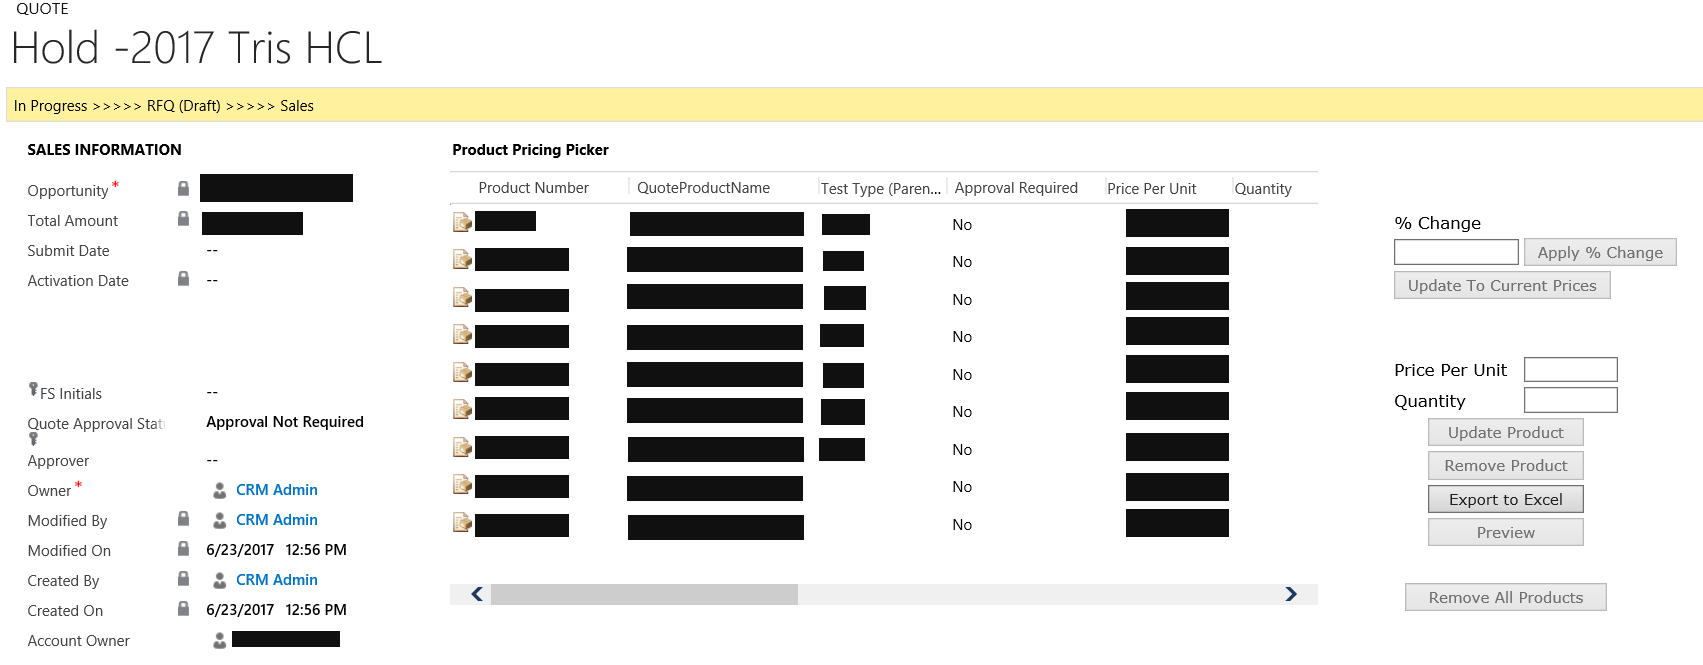 QUOTE
Hold -2017 Tris HCL
In Progress >>>>> RFQ (Draft) >>>>> Sales
SALES INFORMATION
Opportunity *
Total Amount
Submit Date --
Activation Date --
FS Initials --
Quote Approval Stat Approval Not Required
Approver --
Owner * CRM Admin
Modified By CRM Admin
Modified On 6/23/2017 12:56 PM
Created By CRM Admin
Created On 6/23/2017 12:56 PM
Account Owner
Product Pricing Picker
Product Number QuoteProductName Test Type (Paren... Approval Required Price Per Unit Quantity
No
No
No
No
No
No
No
No
No
% Change
Apply % Change
Update To Current Prices
Price Per Unit
Quantity
Update Product
Remove Product
Export to Excel
Preview
Remove All Products